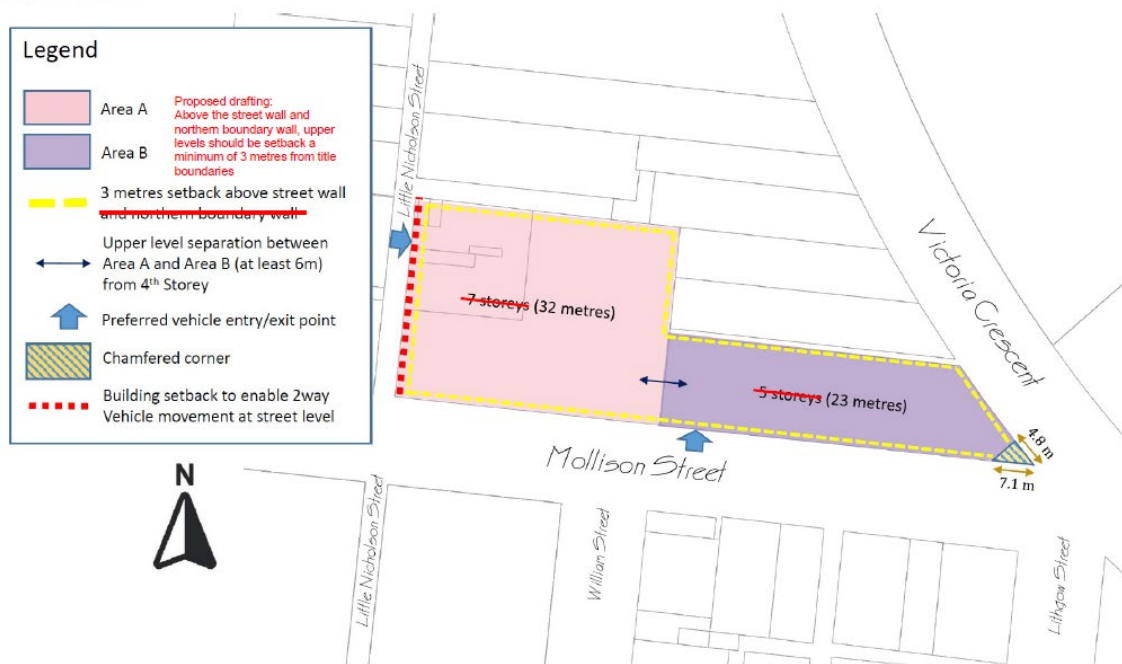 Legend
Area A
Area B
Proposed drafting:
Above the street wall and
northern boundary wall, upper
levels should be setback a
minimum of 3 metres from title
boundaries
3 metres setback above street wall
and northern boundary wall
Upper level separation between
Area A and Area B (at least 6m)
from 4th Storey
Preferred vehicle entry/exit point
Chamfered corner
Building setback to enable 2way
Vehicle movement at street level
N
Little Nicholson Street
7 storeys (32 metres)
5 storeys (23 metres)
Victoria Crescent
4.8 m
7.1 m
Mollison Street
Little Nicholson Street
William Street
Lithgow Street